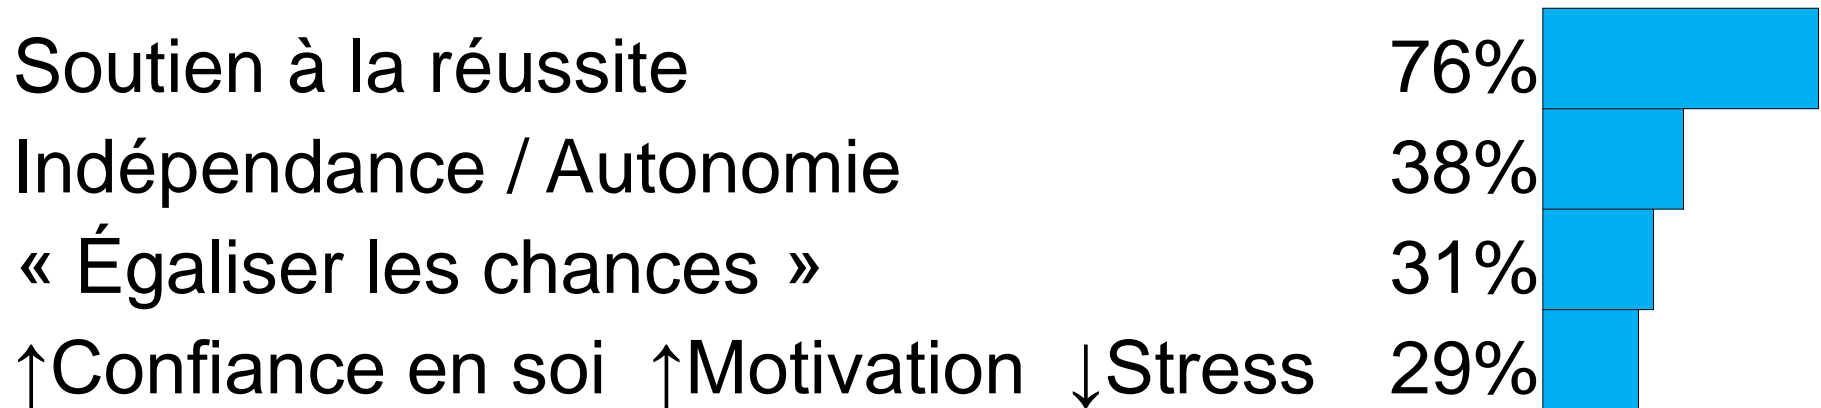 Soutien à la réussite 76%
Indépendance / Autonomie 38%
« Égaliser les chances » 31%
↑Confiance en soi ↑Motivation ↓Stress 29%